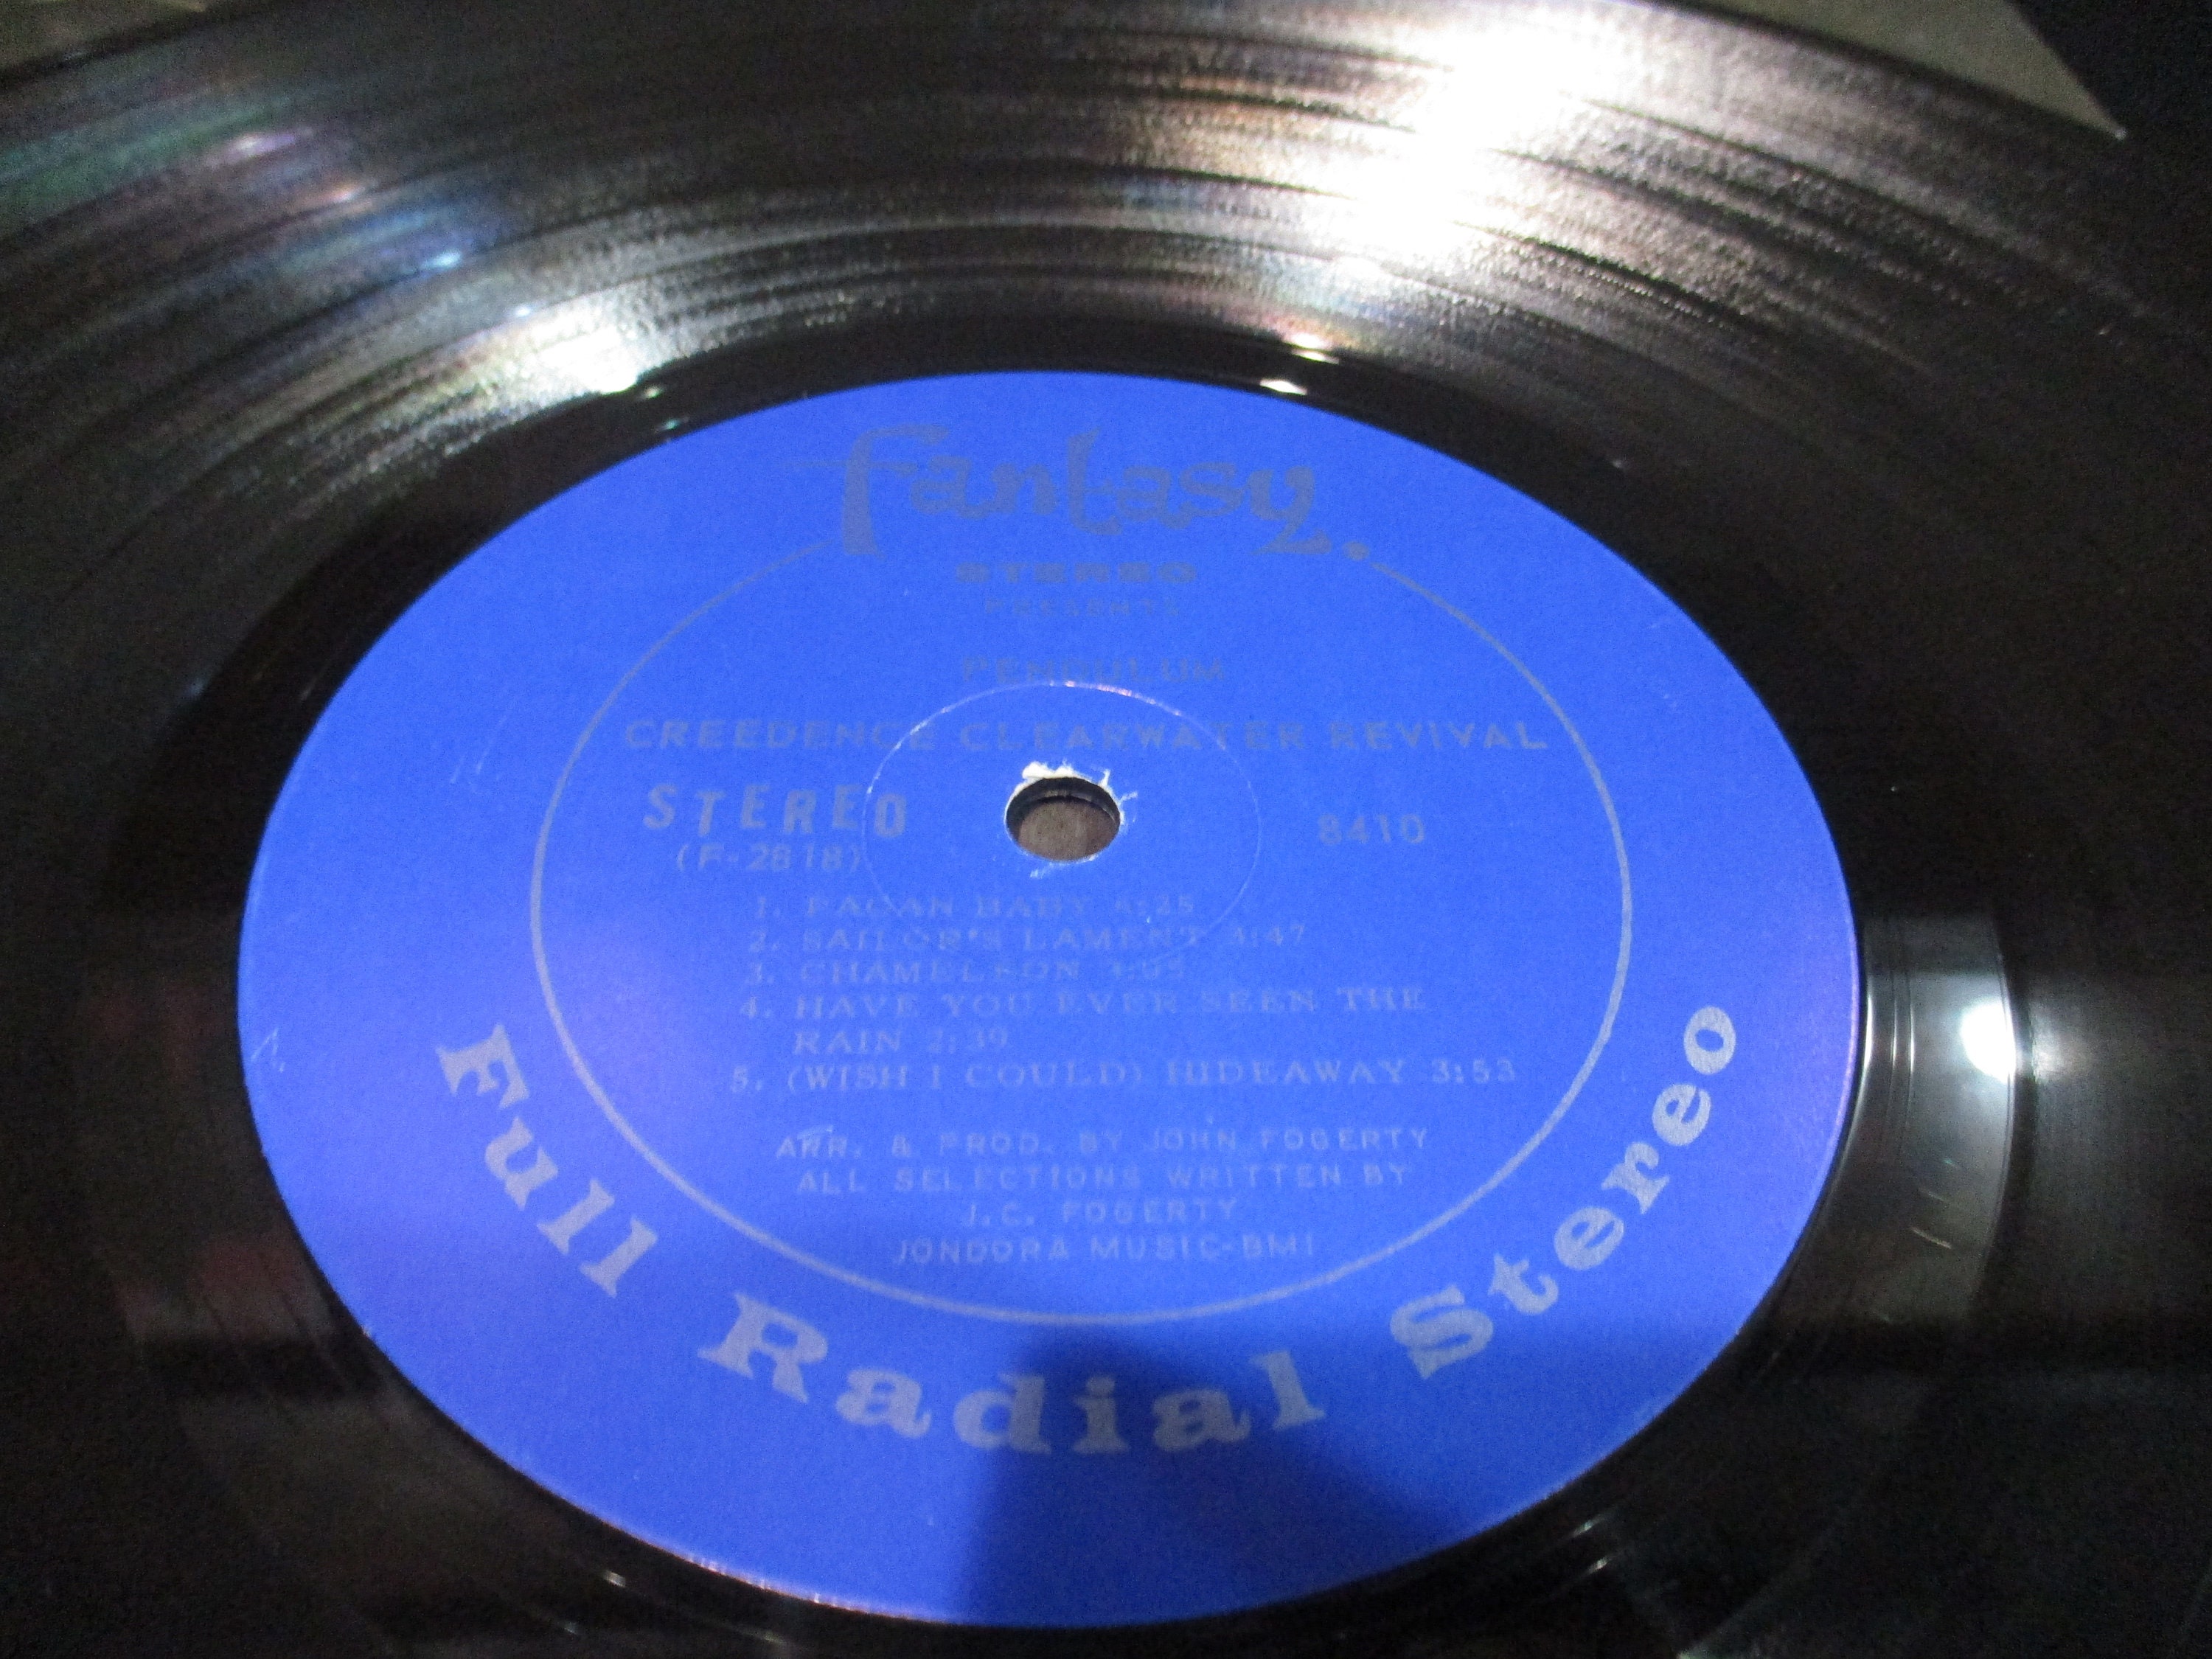 Fantasy.
STEREO
PRESENTS
PENDULUM
CREEDENCE CLEARWATER REVIVAL
STEREO
8410
(F-2818)
1. PAGAN BABY 6:25
2. SAILOR'S LAMENT 3:47
3. CHAMELEON 3:05
4. HAVE YOU EVER SEEN THE
RAIN 2:39
5. (WISH I COULD) HIDEAWAY 3:53
ARR. & PROD. BY JOHN FOGERTY
ALL SELECTIONS WRITTEN BY
J.C. FOGERTY
JONDORA MUSIC-BMI
Full Radial Stereo